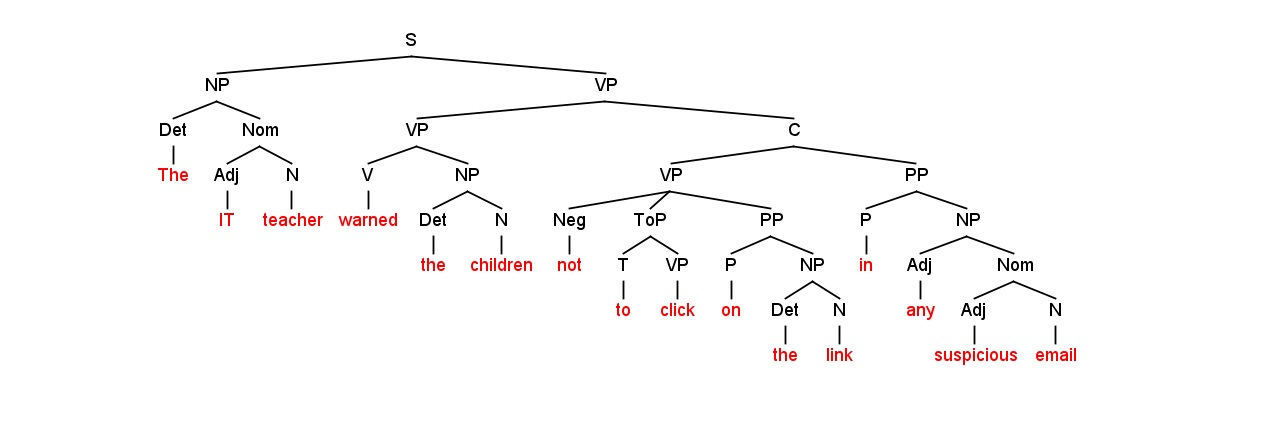 S
NP VP
Det Nom VP C
The Adj N V NP VP PP
IT teacher warned Det N Neg ToP PP P NP
the children not T VP P NP in Adj Nom
to click on Det N any Adj N
the link suspicious email